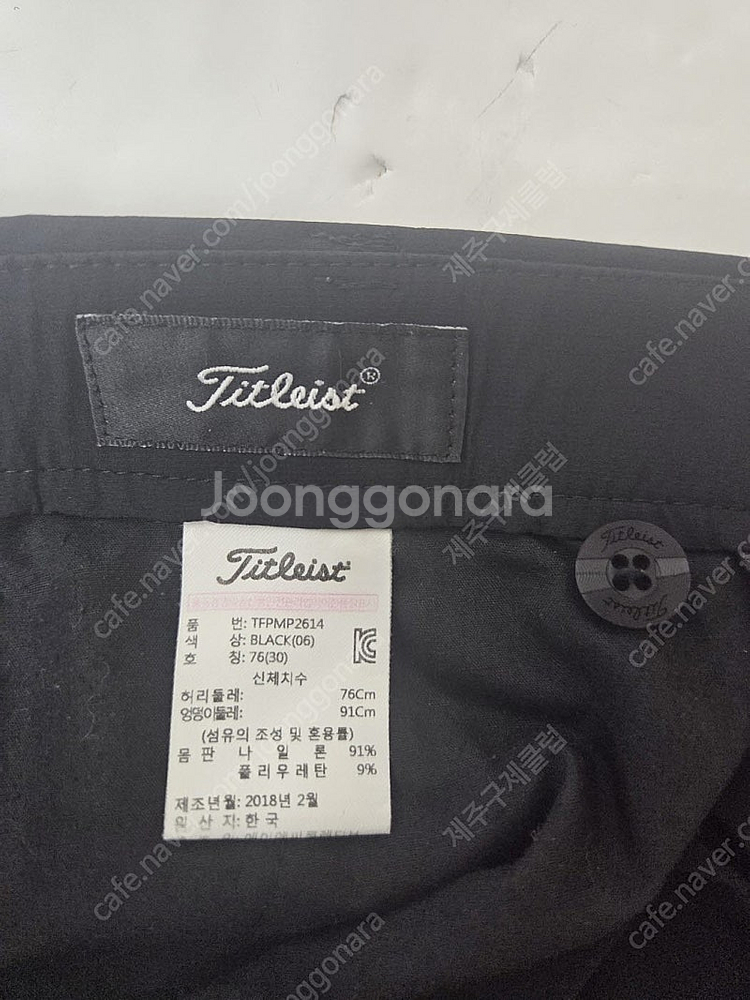 Titleist®
Joonggonara
Titleist
Titleist
품 번: TFPMP2614
색 상: BLACK(06)
호 칭: 76(30)
신체치수
허리둘레: 76Cm
엉덩이둘레: 91Cm
(섬유의 조성 및 혼용률)
몸 판 나 일 론 91%
폴 리 우 레 탄 9%
제조년월: 2018년 2월
원 산 지: 한 국
cafe.naver.com/joonggonara
제주구제클럽